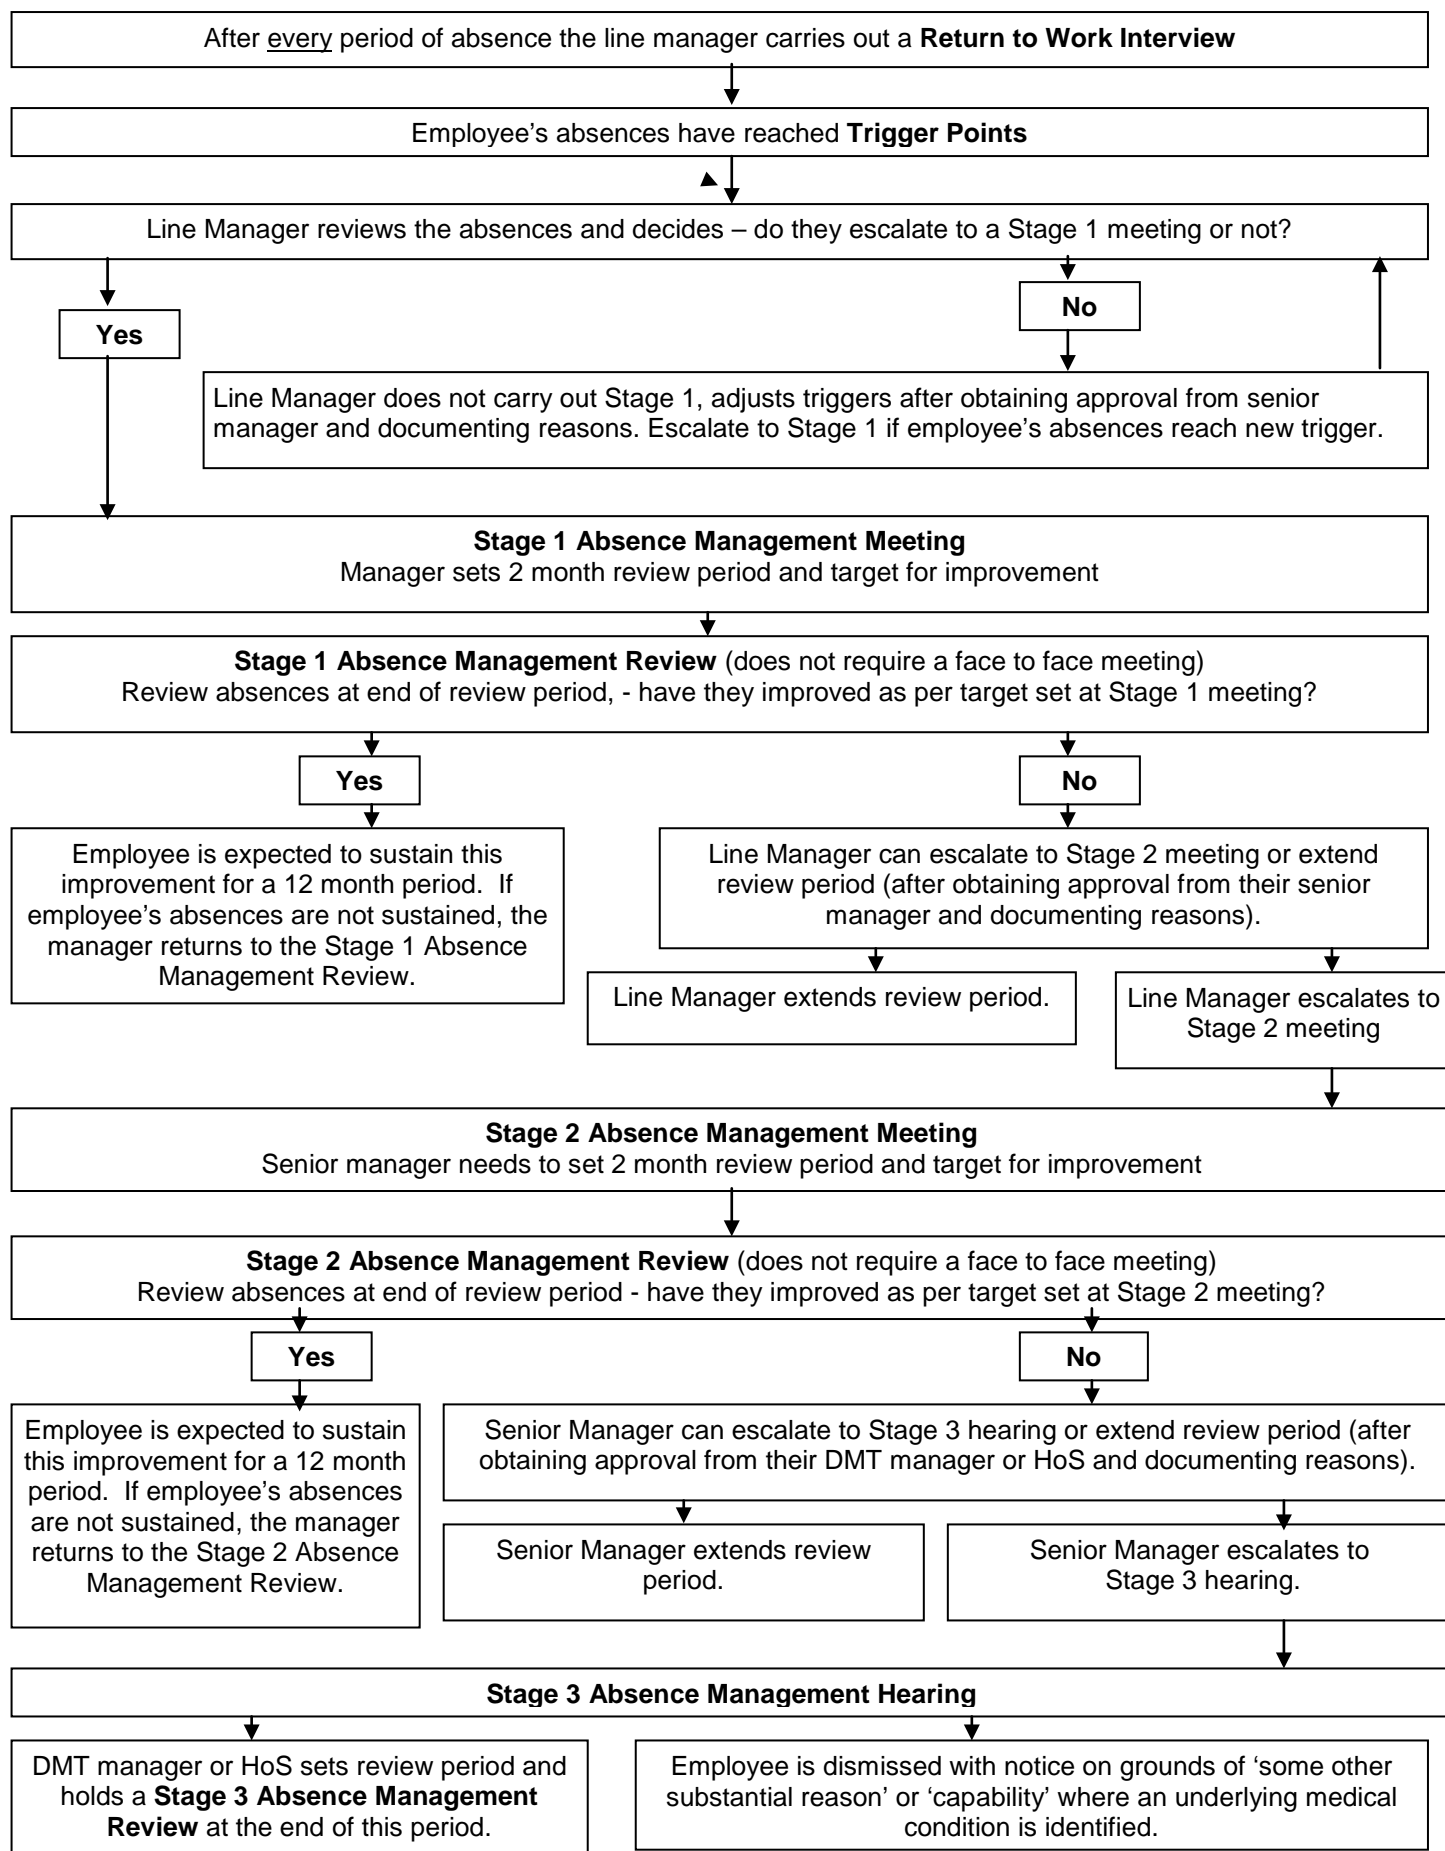 After every period of absence the line manager carries out a Return to Work Interview
Employee's absences have reached Trigger Points
Line Manager reviews the absences and decides – do they escalate to a Stage 1 meeting or not?
Yes
No
Line Manager does not carry out Stage 1, adjusts triggers after obtaining approval from senior
manager and documenting reasons. Escalate to Stage 1 if employee's absences reach new trigger.
Stage 1 Absence Management Meeting
Manager sets 2 month review period and target for improvement
Stage 1 Absence Management Review (does not require a face to face meeting)
Review absences at end of review period, - have they improved as per target set at Stage 1 meeting?
Yes
No
Employee is expected to sustain this
improvement for a 12 month period.  If
employee's absences are not sustained, the
manager returns to the Stage 1 Absence
Management Review.
Line Manager can escalate to Stage 2 meeting or extend
review period (after obtaining approval from their senior
manager and documenting reasons).
Line Manager extends review period.
Line Manager escalates to
Stage 2 meeting
Stage 2 Absence Management Meeting
Senior manager needs to set 2 month review period and target for improvement
Stage 2 Absence Management Review (does not require a face to face meeting)
Review absences at end of review period - have they improved as per target set at Stage 2 meeting?
Yes
No
Employee is expected to sustain
this improvement for a 12 month
period.  If employee's absences
are not sustained, the manager
returns to the Stage 2 Absence
Management Review.
Senior Manager can escalate to Stage 3 hearing or extend review period (after
obtaining approval from their DMT manager or HoS and documenting reasons).
Senior Manager extends review
period.
Senior Manager escalates to
Stage 3 hearing.
Stage 3 Absence Management Hearing
DMT manager or HoS sets review period and
holds a Stage 3 Absence Management
Review at the end of this period.
Employee is dismissed with notice on grounds of 'some other
substantial reason' or 'capability' where an underlying medical
condition is identified.